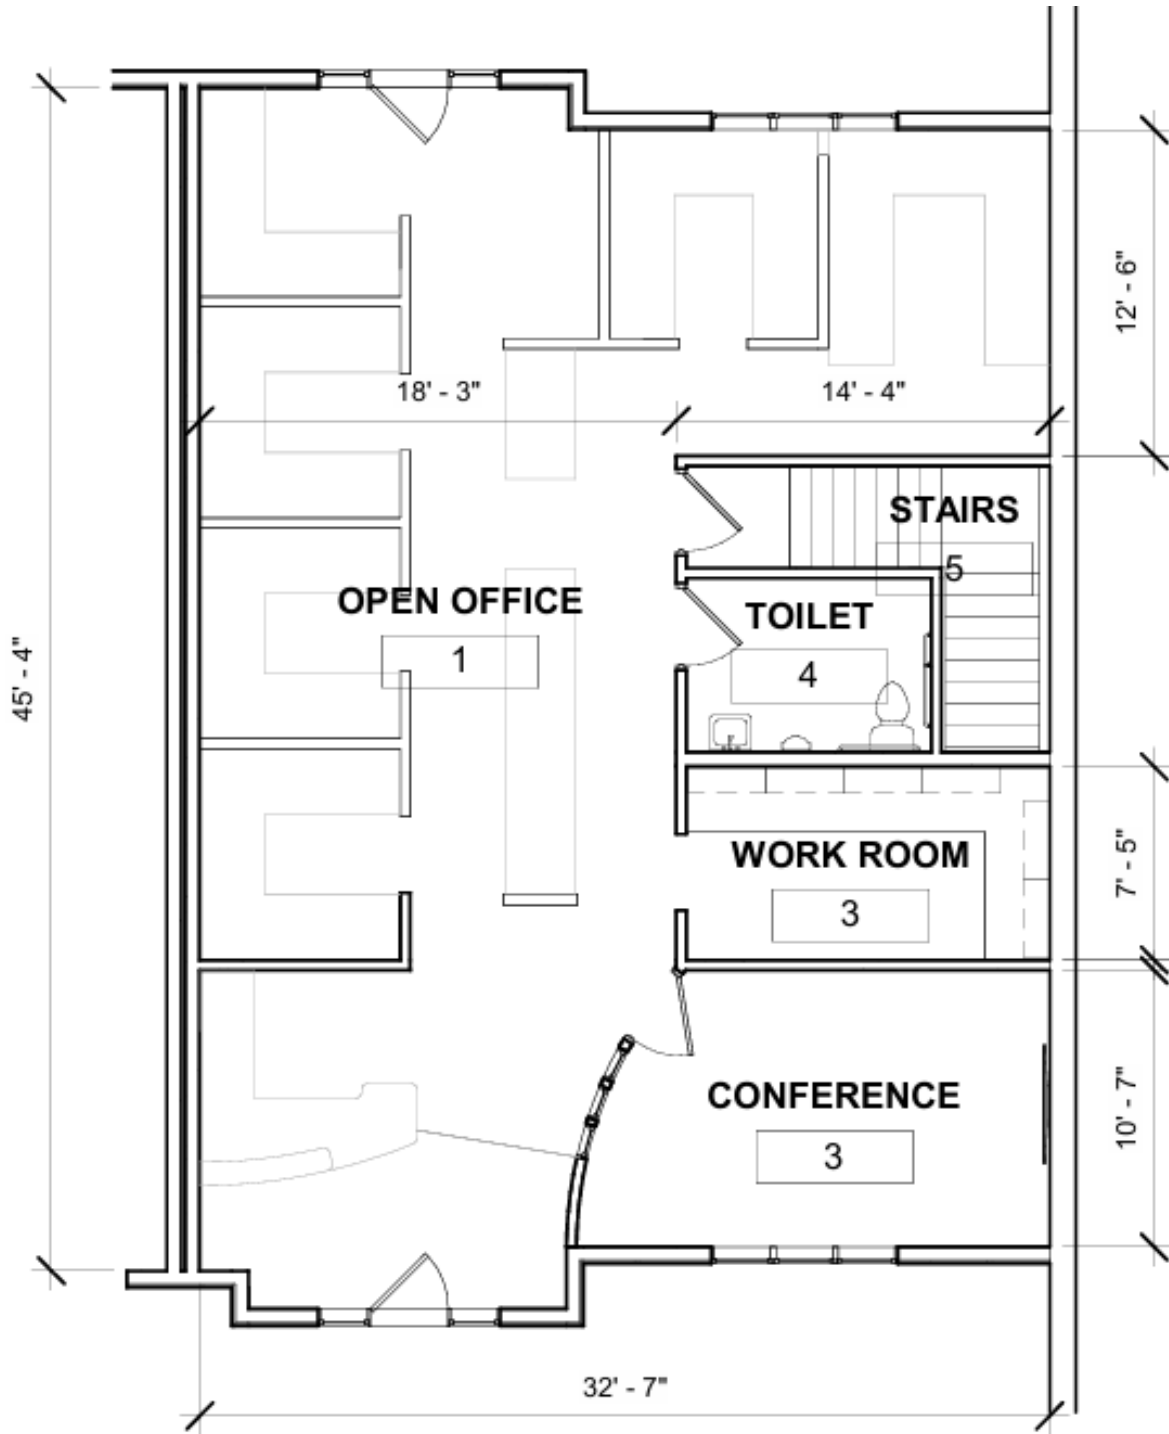 12' - 6"
18' - 3"
14' - 4"
STAIRS
5
OPEN OFFICE
1
TOILET
4
45' - 4"
WORK ROOM
3
7' - 5"
CONFERENCE
3
10' - 7"
32' - 7"